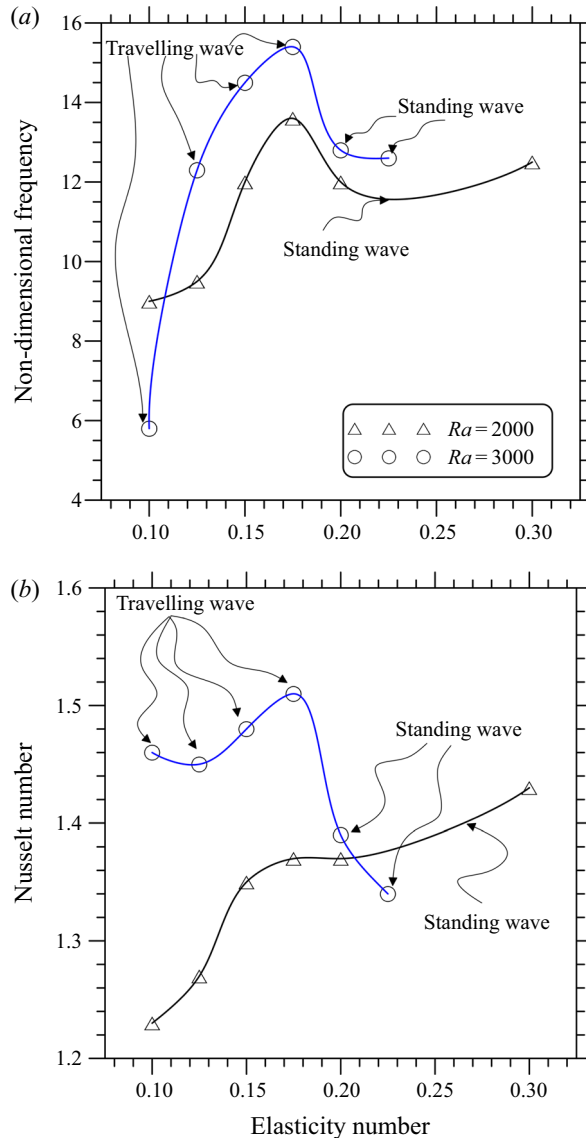 (a)
16
14
12
10
8
6
4
Non-dimensional frequency
Travelling wave
Standing wave
Standing wave
Ra = 2000
Ra = 3000
0.10 0.15 0.20 0.25 0.30
(b)
1.6
1.5
1.4
1.3
1.2
Nusselt number
Travelling wave
Standing wave
Standing wave
0.10 0.15 0.20 0.25 0.30
Elasticity number